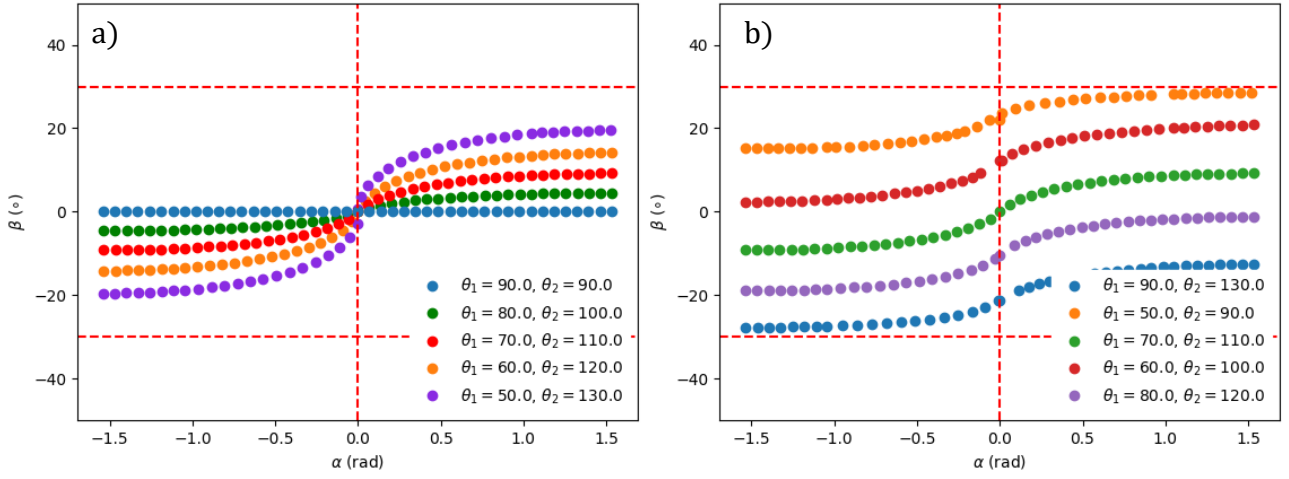 a)
40
20
0
−20
−40
β (∘)
−1.5 −1.0 −0.5 0.0 0.5 1.0 1.5
α (rad)
θ₁ = 90.0, θ₂ = 90.0
θ₁ = 80.0, θ₂ = 100.0
θ₁ = 70.0, θ₂ = 110.0
θ₁ = 60.0, θ₂ = 120.0
θ₁ = 50.0, θ₂ = 130.0
b)
40
20
0
−20
−40
β (∘)
−1.5 −1.0 −0.5 0.0 0.5 1.0 1.5
α (rad)
θ₁ = 90.0, θ₂ = 130.0
θ₁ = 50.0, θ₂ = 90.0
θ₁ = 70.0, θ₂ = 110.0
θ₁ = 60.0, θ₂ = 100.0
θ₁ = 80.0, θ₂ = 120.0